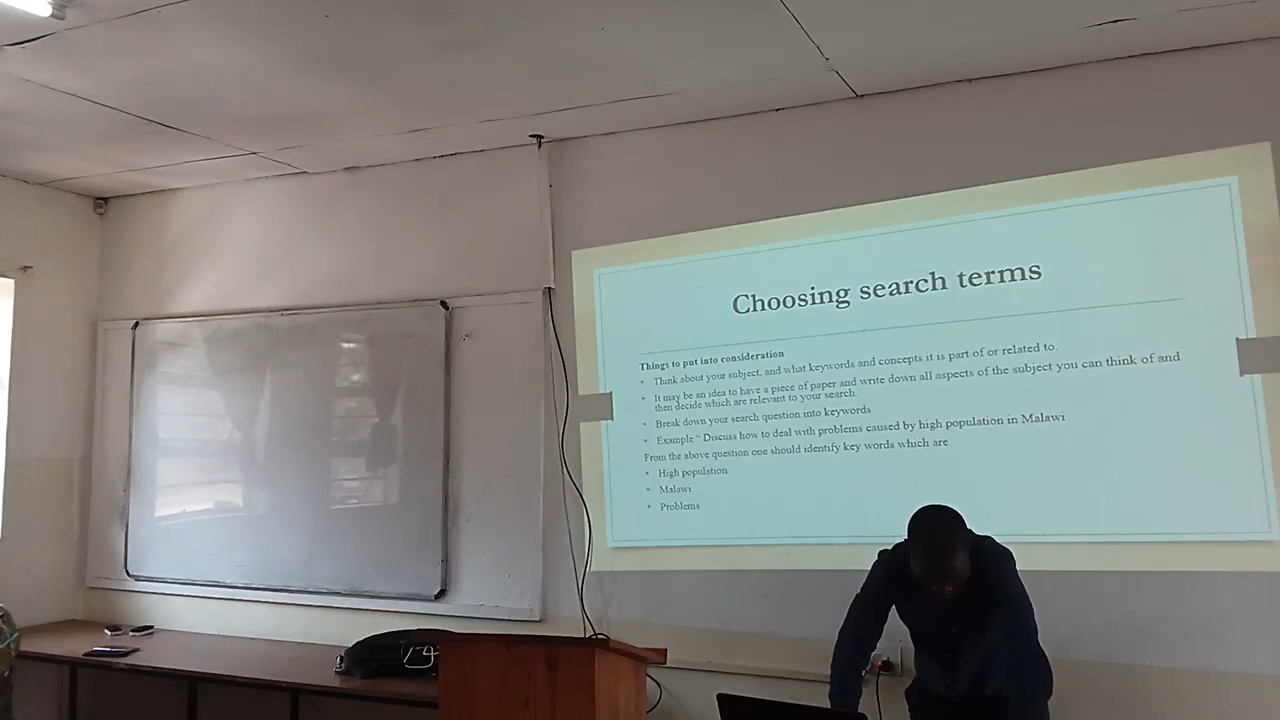 Choosing search terms
Things to put into consideration
• Think about your subject, and what keywords and concepts it is part of or related to.
• It may be an idea to have a piece of paper and write down all aspects of the subject you can think of and
then decide which are relevant to your search.
• Break down your search question into keywords
• Example " Discuss how to deal with problems caused by high population in Malawi
From the above question one should identify key words which are
• High population
• Malawi
• Problems